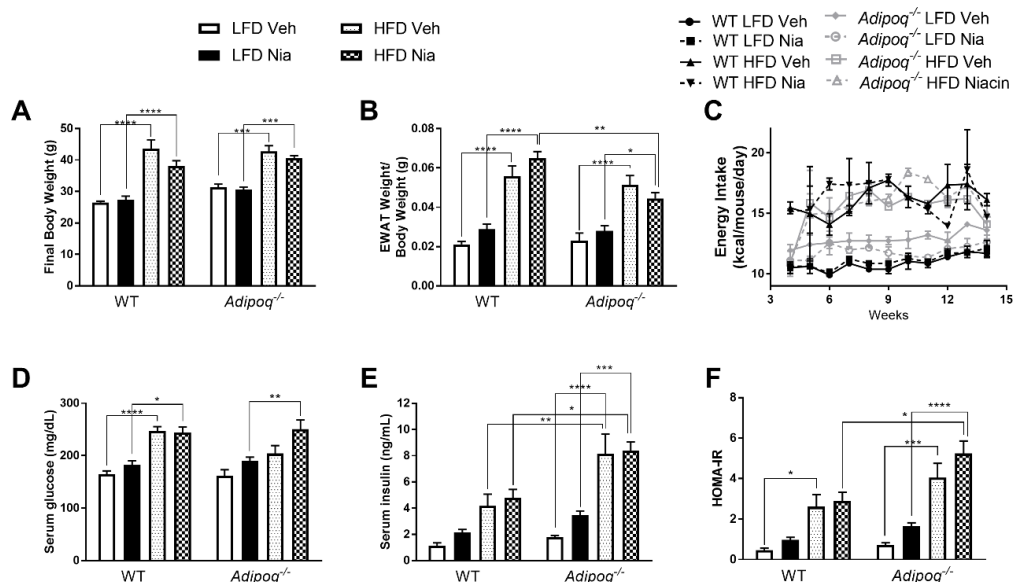 LFD Veh
HFD Veh
LFD Nia
HFD Nia
WT LFD Veh
WT LFD Nia
WT HFD Veh
WT HFD Nia
Adipoq-/- LFD Veh
Adipoq-/- LFD Nia
Adipoq-/- HFD Veh
Adipoq-/- HFD Niacin
A
Final Body Weight (g)
50
40
30
20
10
0
****
****
***
***
WT
Adipoq-/-
B
EWAT Weight/
Body Weight (g)
0.08
0.06
0.04
0.02
0.00
****
****
**
****
*
WT
Adipoq-/-
C
Energy Intake
(kcal/mouse/day)
20
15
10
3
6
9
12
15
Weeks
D
Serum glucose (mg/dL)
300
200
100
0
****
*
**
WT
Adipoq-/-
E
Serum insulin (ng/mL)
12
10
8
6
4
2
0
***
****
*
**
WT
Adipoq-/-
F
HOMA-IR
8
6
4
2
0
*
*
****
***
WT
Adipoq-/-